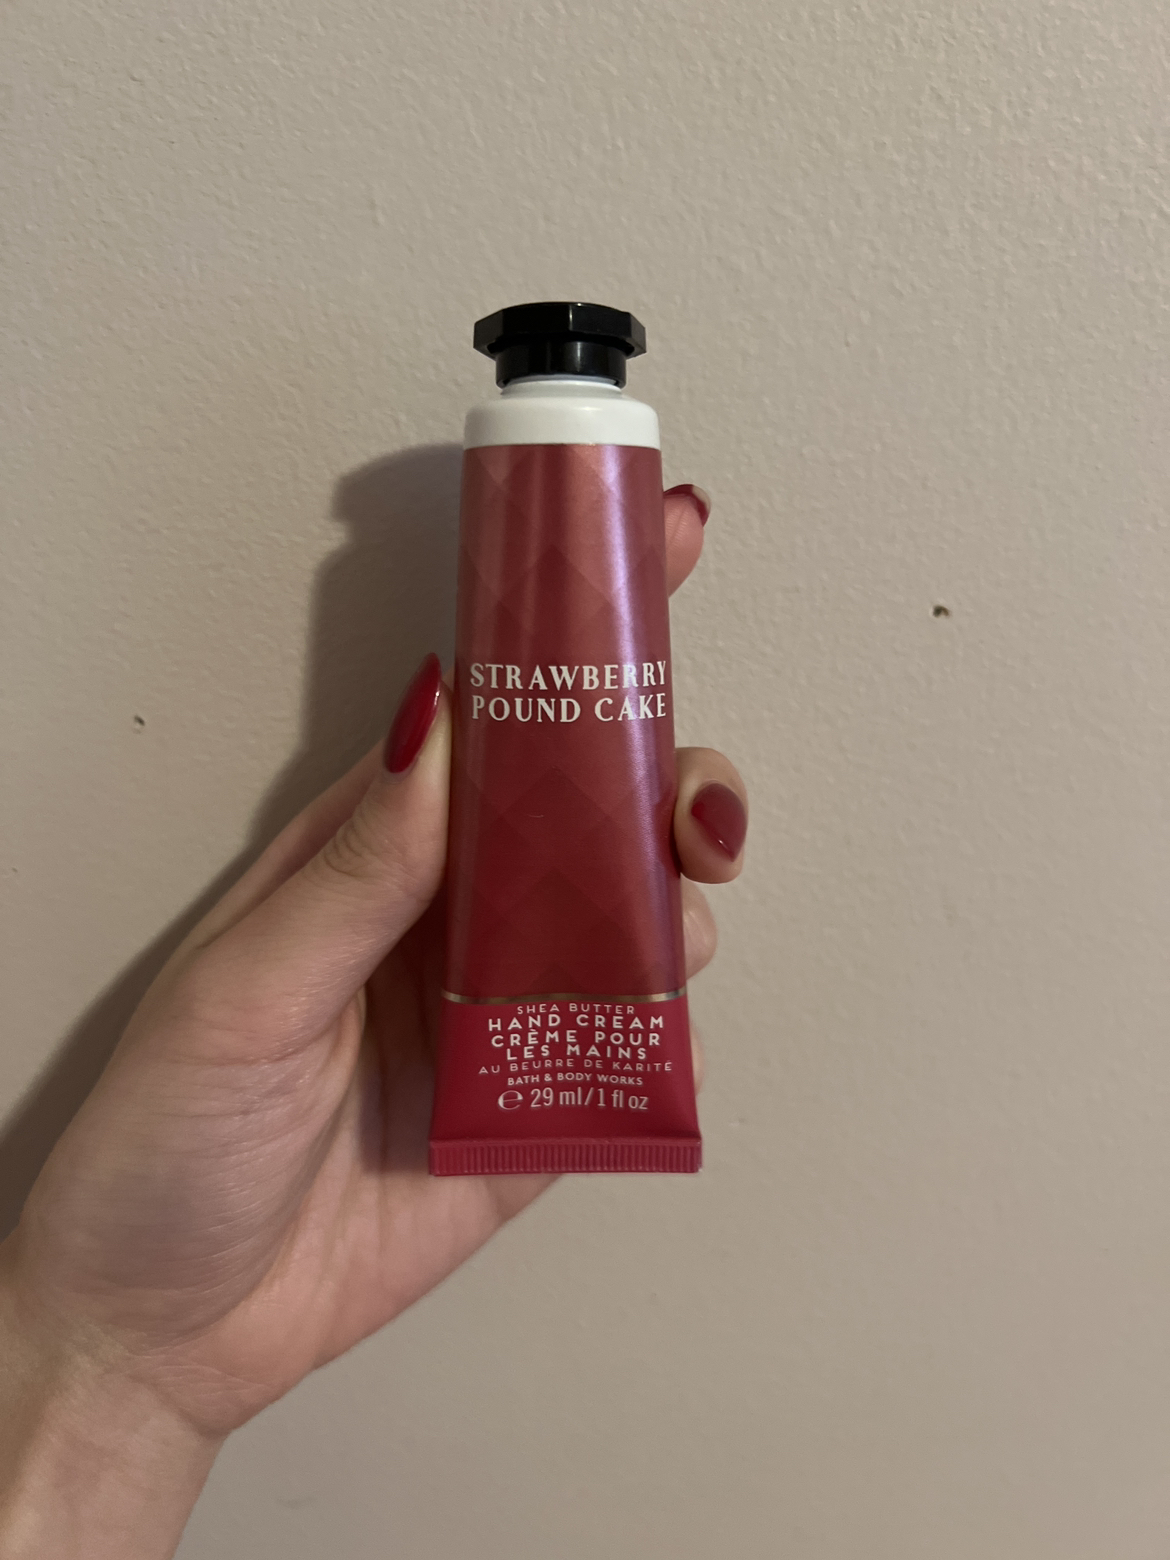 STRAWBERRY
POUND CAKE
SHEA BUTTER
HAND CREAM
CRÈME POUR
LES MAINS
AU BEURRE DE KARITÉ
BATH & BODY WORKS
℮ 29 ml/1 fl oz